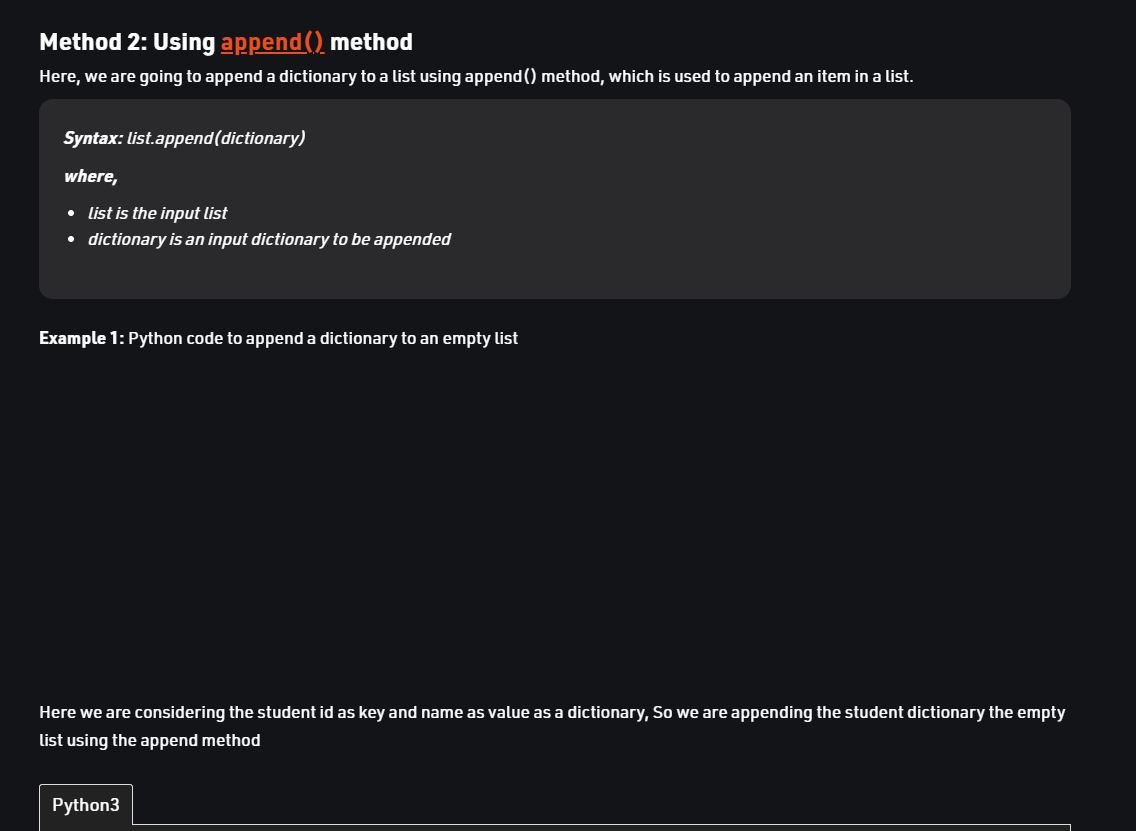 Method 2: Using append() method
Here, we are going to append a dictionary to a list using append() method, which is used to append an item in a list.
Syntax: list.append(dictionary)
where,
• list is the input list
• dictionary is an input dictionary to be appended
Example 1: Python code to append a dictionary to an empty list
Here we are considering the student id as key and name as value as a dictionary, So we are appending the student dictionary the empty
list using the append method
Python3